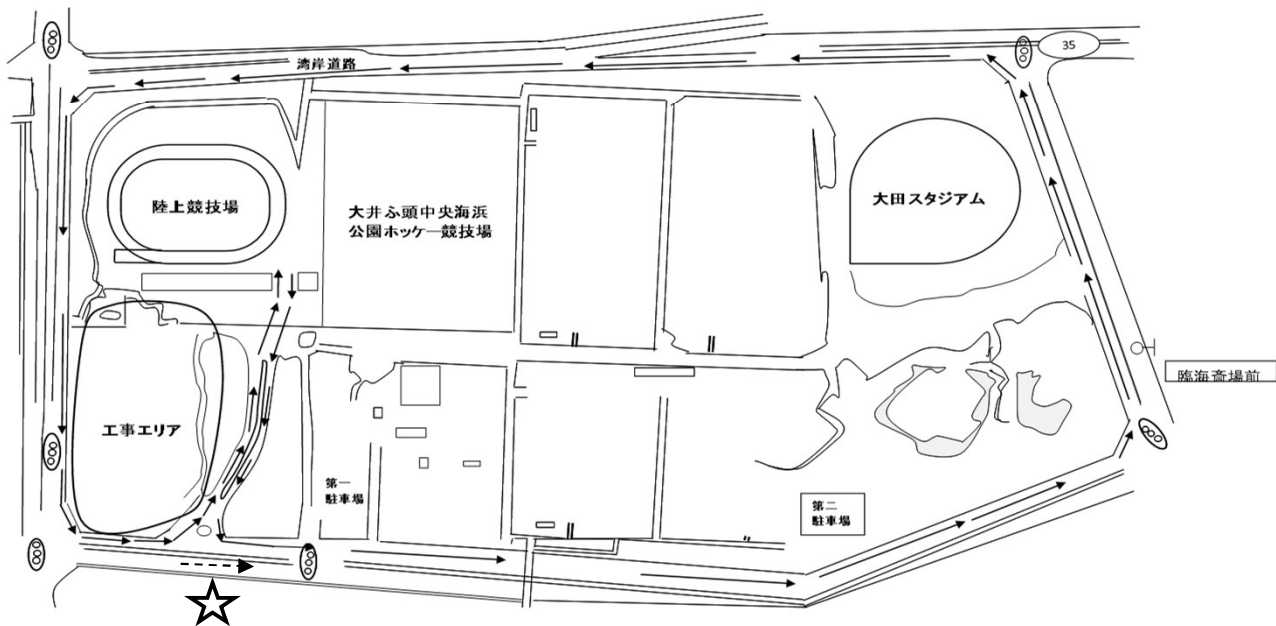 35
湾岸道路
陸上競技場
大井ふ頭中央海浜
公園ホッケー競技場
大田スタジアム
臨海斎場前
工事エリア
第一
駐車場
第二
駐車場